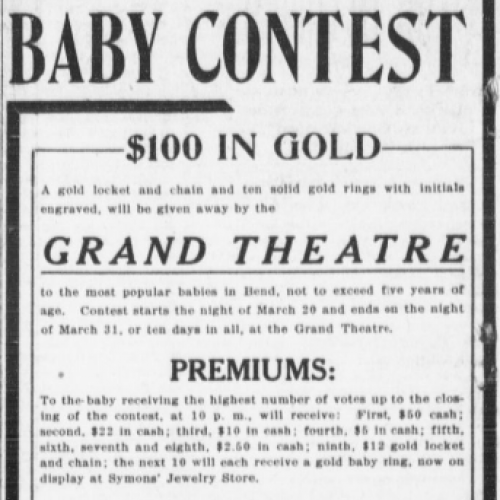 BABY CONTEST
$100 IN GOLD
A gold locket and chain and ten solid gold rings with initials
engraved, will be given away by the
GRAND THEATRE
to the most popular babies in Bend, not to exceed five years of
age. Contest starts the night of March 20 and ends on the night
of March 31, or ten days in all, at the Grand Theatre.
PREMIUMS:
To the baby receiving the highest number of votes up to the clos-
ing of the contest, at 10 p. m., will receive: First, $50 cash;
second, $22 in cash; third, $10 in cash; fourth, $5 in cash; fifth,
sixth, seventh and eighth, $2.50 in cash; ninth, $12 gold locket
and chain; the next 10 will each receive a gold baby ring, now on
display at Symons' Jewelry Store.